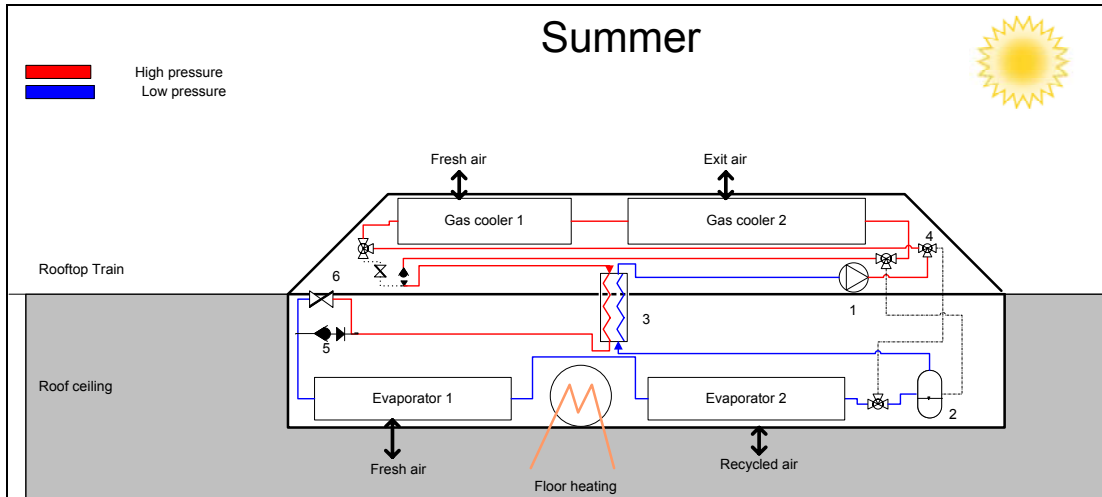 Summer
High pressure
Low pressure
Fresh air
Exit air
Gas cooler 1
Gas cooler 2
4
Rooftop Train
6
3
1
5
Roof ceiling
Evaporator 1
Evaporator 2
2
Fresh air
Recycled air
Floor heating